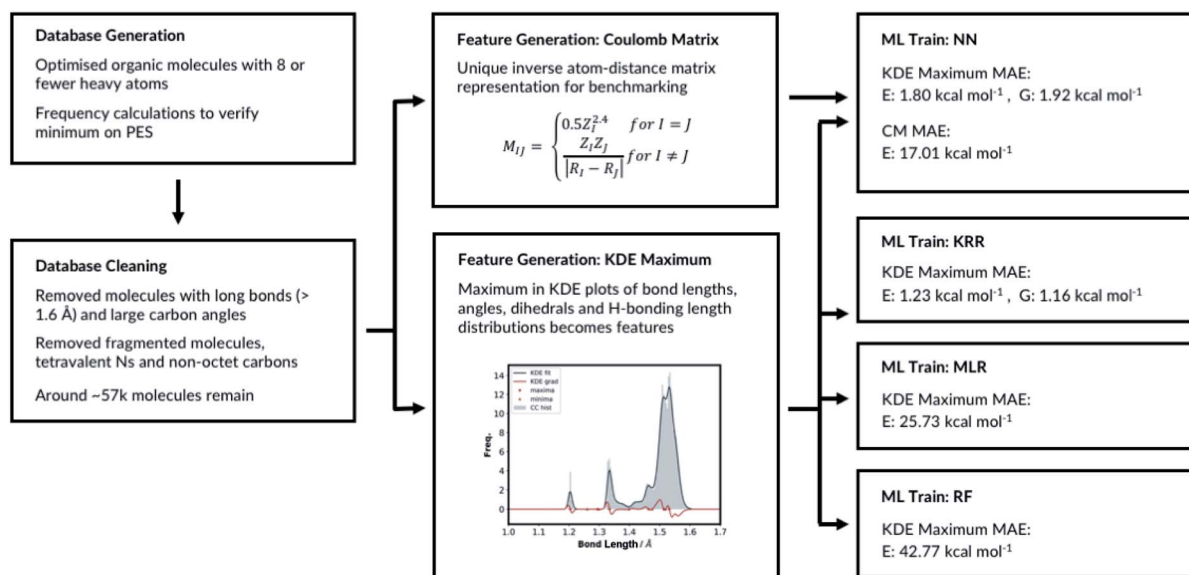 Database Generation
Optimised organic molecules with 8 or
fewer heavy atoms
Frequency calculations to verify
minimum on PES
Database Cleaning
Removed molecules with long bonds (>
1.6 Å) and large carbon angles
Removed fragmented molecules,
tetravalent Ns and non-octet carbons
Around ~57k molecules remain
Feature Generation: Coulomb Matrix
Unique inverse atom-distance matrix
representation for benchmarking
M_{IJ} = { 0.5Z_I^{2.4} for I = J
Z_I Z_J / |R_I − R_J| for I ≠ J
Feature Generation: KDE Maximum
Maximum in KDE plots of bond lengths,
angles, dihedrals and H-bonding length
distributions becomes features
KDE fit
KDE grad
maxima
minima
CC hist
Freq.
14
12
10
8
6
4
2
0
1.0 1.1 1.2 1.3 1.4 1.5 1.6 1.7
Bond Length / Å
ML Train: NN
KDE Maximum MAE:
E: 1.80 kcal mol⁻¹ , G: 1.92 kcal mol⁻¹
CM MAE:
E: 17.01 kcal mol⁻¹
ML Train: KRR
KDE Maximum MAE:
E: 1.23 kcal mol⁻¹ , G: 1.16 kcal mol⁻¹
ML Train: MLR
KDE Maximum MAE:
E: 25.73 kcal mol⁻¹
ML Train: RF
KDE Maximum MAE:
E: 42.77 kcal mol⁻¹